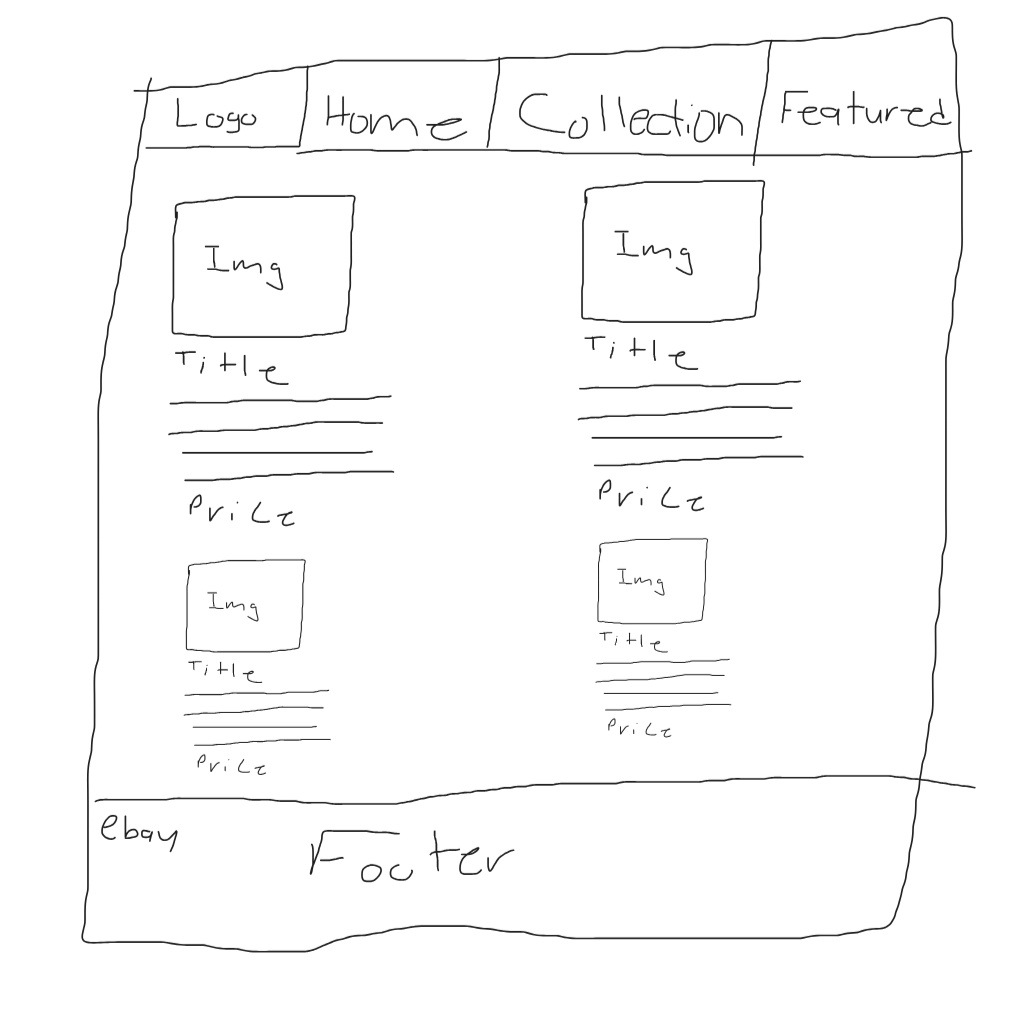 Logo Home Collection Featured
Img Img
Title Title
Price Price
Img Img
Title Title
Price Price
ebay Footer